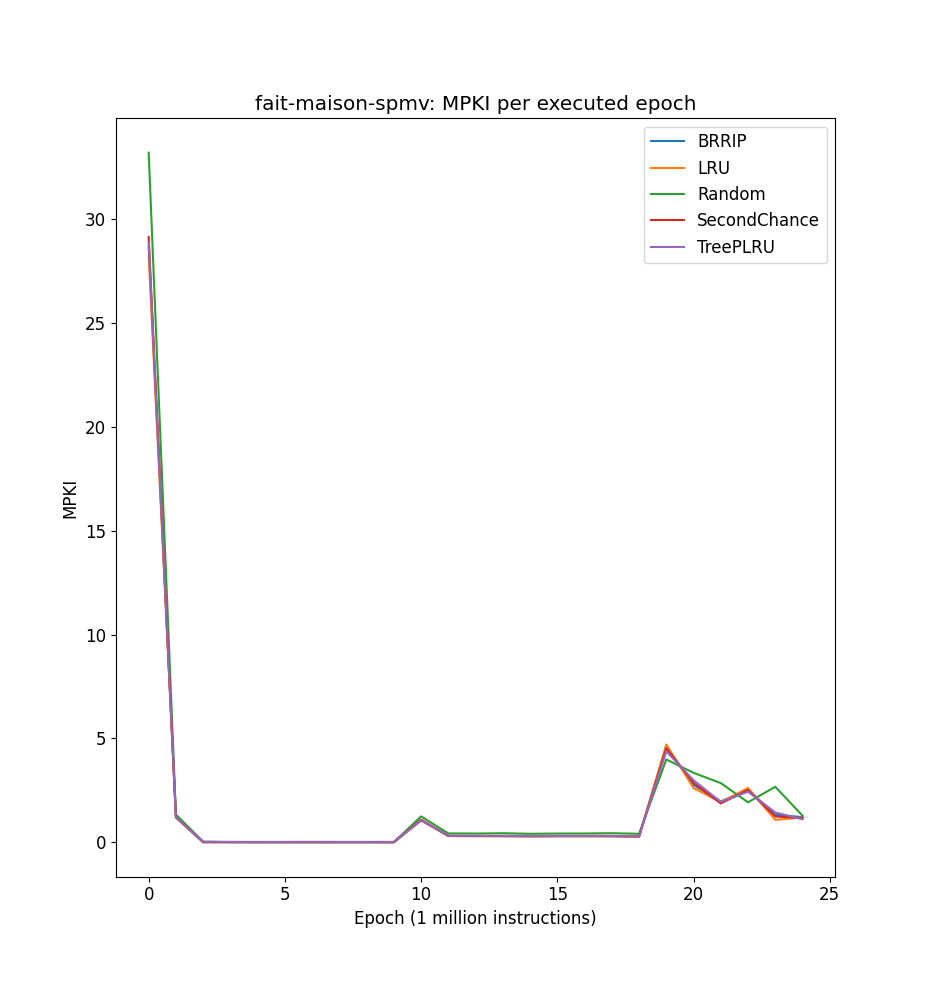 fait-maison-spmv: MPKI per executed epoch
BRRIP
LRU
Random
SecondChance
TreePLRU
30
25
20
15
10
5
0
MPKI
0 5 10 15 20 25
Epoch (1 million instructions)